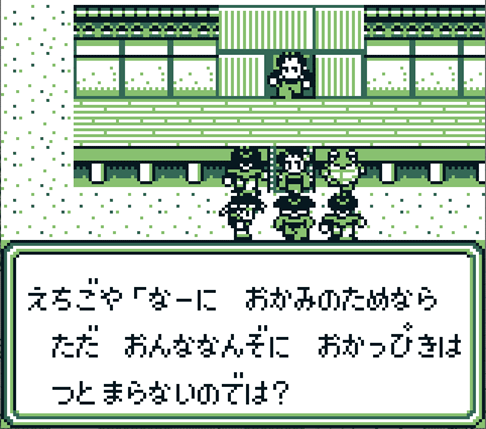 えちごや「なーに　おかみのためなら
ただ　おんななんぞに　おかっぴきは
つとまらないのでは？